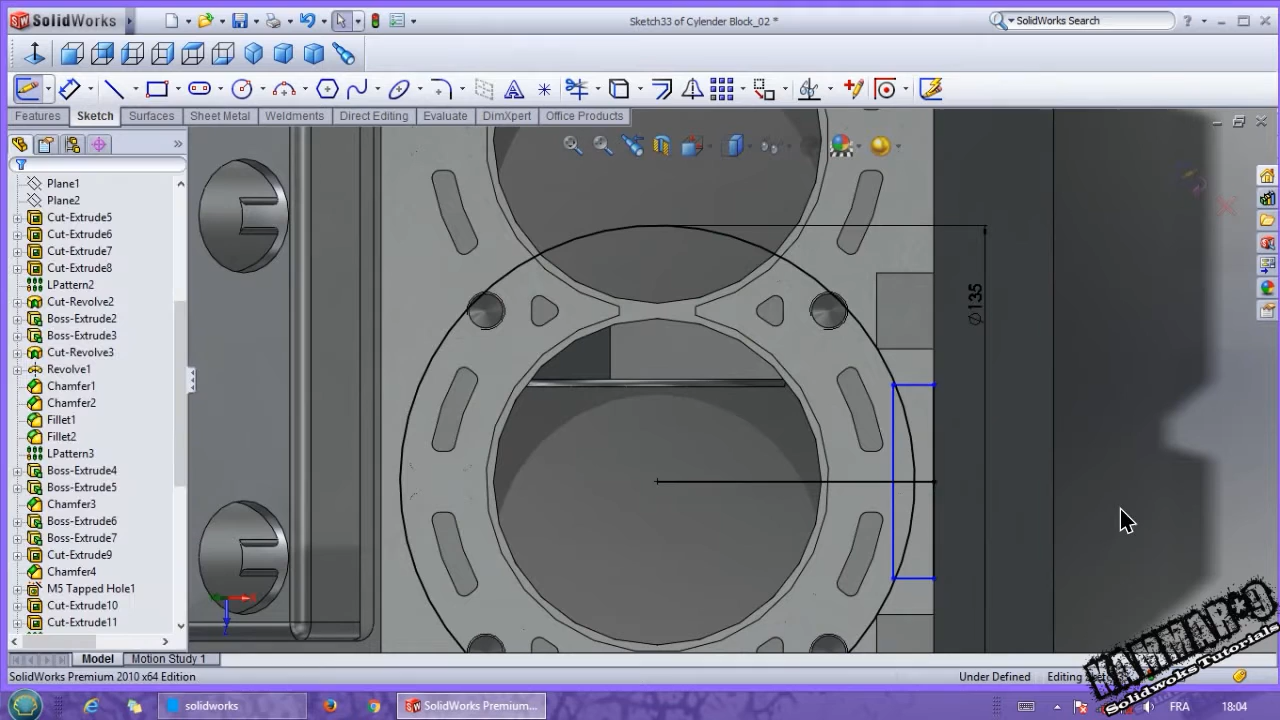 SolidWorks
Sketch33 of Cylender Block_02 *
SolidWorks Search
Features Sketch Surfaces Sheet Metal Weldments Direct Editing Evaluate DimXpert Office Products
Plane1
Plane2
Cut-Extrude5
Cut-Extrude6
Cut-Extrude7
Cut-Extrude8
LPattern2
Cut-Revolve2
Boss-Extrude2
Boss-Extrude3
Cut-Revolve3
Revolve1
Chamfer1
Chamfer2
Fillet1
Fillet2
LPattern3
Boss-Extrude4
Boss-Extrude5
Chamfer3
Boss-Extrude6
Boss-Extrude7
Cut-Extrude9
Chamfer4
M5 Tapped Hole1
Cut-Extrude10
Cut-Extrude11
∅135
Model Motion Study 1
SolidWorks Premium 2010 x64 Edition
Under Defined
Editing
HAMMAR*9
Solidwoks Tutorials
solidworks
SolidWorks Premium...
FR
18:04